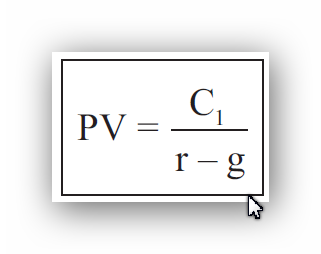 PV = C₁
r – g